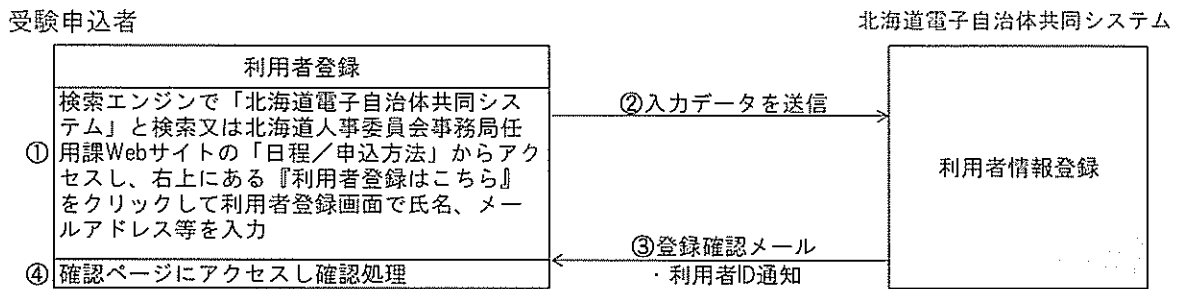 受験申込者
北海道電子自治体共同システム
利用者登録
①
検索エンジンで「北海道電子自治体共同シス
テム」と検索又は北海道人事委員会事務局任
用課Webサイトの「日程／申込方法」からアク
セスし、右上にある『利用者登録はこちら』
をクリックして利用者登録画面で氏名、メー
ルアドレス等を入力
②入力データを送信
利用者情報登録
③登録確認メール
・利用者ID通知
④確認ページにアクセスし確認処理